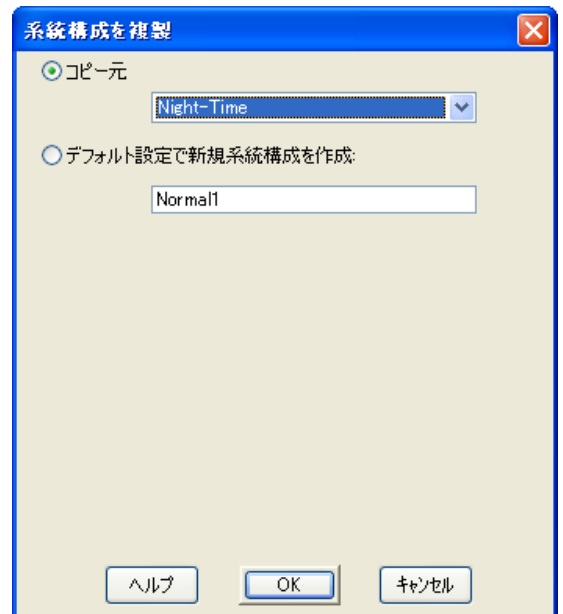 系統構成を複製
コピー元
Night-Time
デフォルト設定で新規系統構成を作成:
Normal1
ヘルプ OK キャンセル